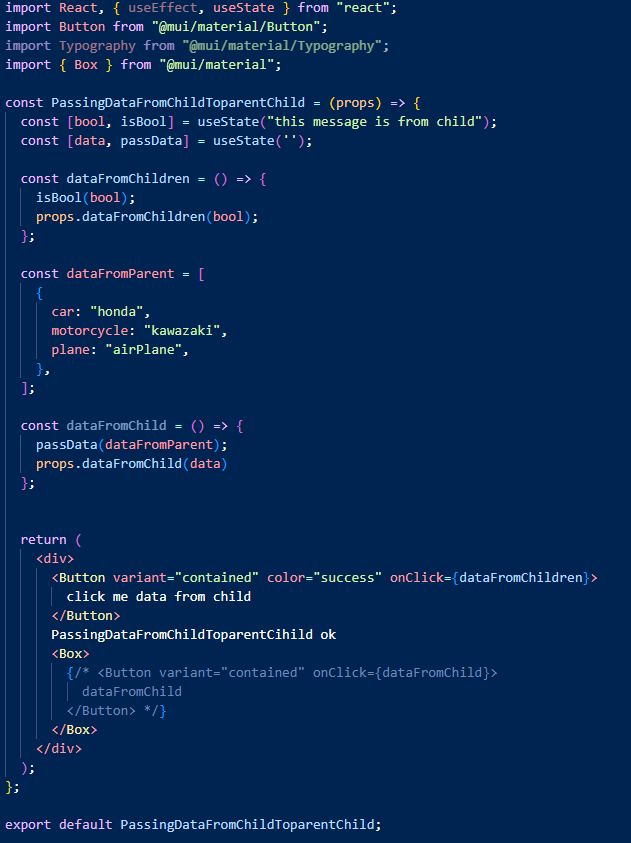 import React, { useEffect, useState } from "react";
import Button from "@mui/material/Button";
import Typography from "@mui/material/Typography";
import { Box } from "@mui/material";

const PassingDataFromChildToparentChild = (props) => {
  const [bool, isBool] = useState("this message is from child");
  const [data, passData] = useState('');

  const dataFromChildren = () => {
    isBool(bool);
    props.dataFromChildren(bool);
  };

  const dataFromParent = [
    {
      car: "honda",
      motorcycle: "kawazaki",
      plane: "airPlane",
    },
  ];

  const dataFromChild = () => {
    passData(dataFromParent);
    props.dataFromChild(data)
  };


  return (
    <div>
      <Button variant="contained" color="success" onClick={dataFromChildren}>
        click me data from child
      </Button>
      PassingDataFromChildToparentCihild ok
      <Box>
        {/* <Button variant="contained" onClick={dataFromChild}>
          dataFromChild
        </Button> */}
      </Box>
    </div>
  );
};

export default PassingDataFromChildToparentChild;